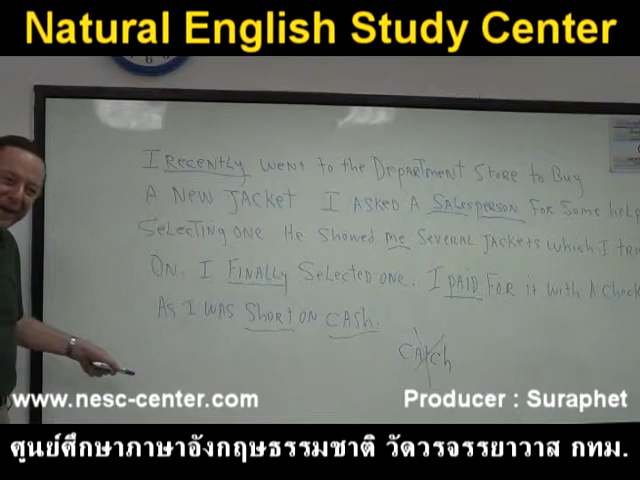 Natural English Study Center
6
I RECENTLY WENT to the DEPARTMENT STORE to BUY
A NEW JACKET I ASKED A SALESPERSON FOR SOME HELP
SELECTING ONE HE SHOWED ME SEVERAL JACKETS WHICH I
ON. I FINALLY SELECTED ONE. I PAID FOR IT WITH A CHECK
AS I WAS SHORT ON CASH.
CATCH
www.nesc-center.com
Producer : Suraphet
ศูนย์ศึกษาภาษาอังกฤษธรรมชาติ วัดวรจรรยาวาส กทม.